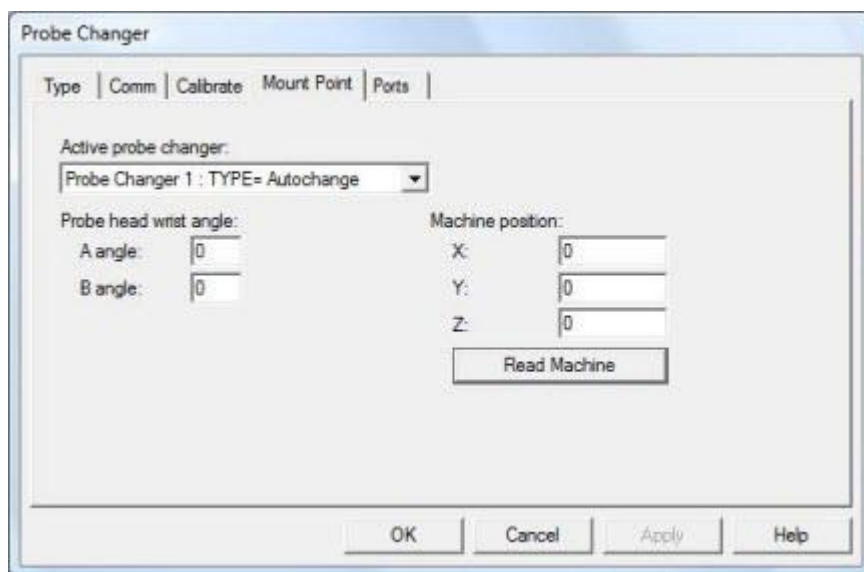 Probe Changer
Type Comm Calibrate Mount Point Ports
Active probe changer:
Probe Changer 1 : TYPE= Autochange
Probe head wrist angle: Machine position:
A angle: 0 X: 0
B angle: 0 Y: 0
Z: 0
Read Machine
OK Cancel Apply Help